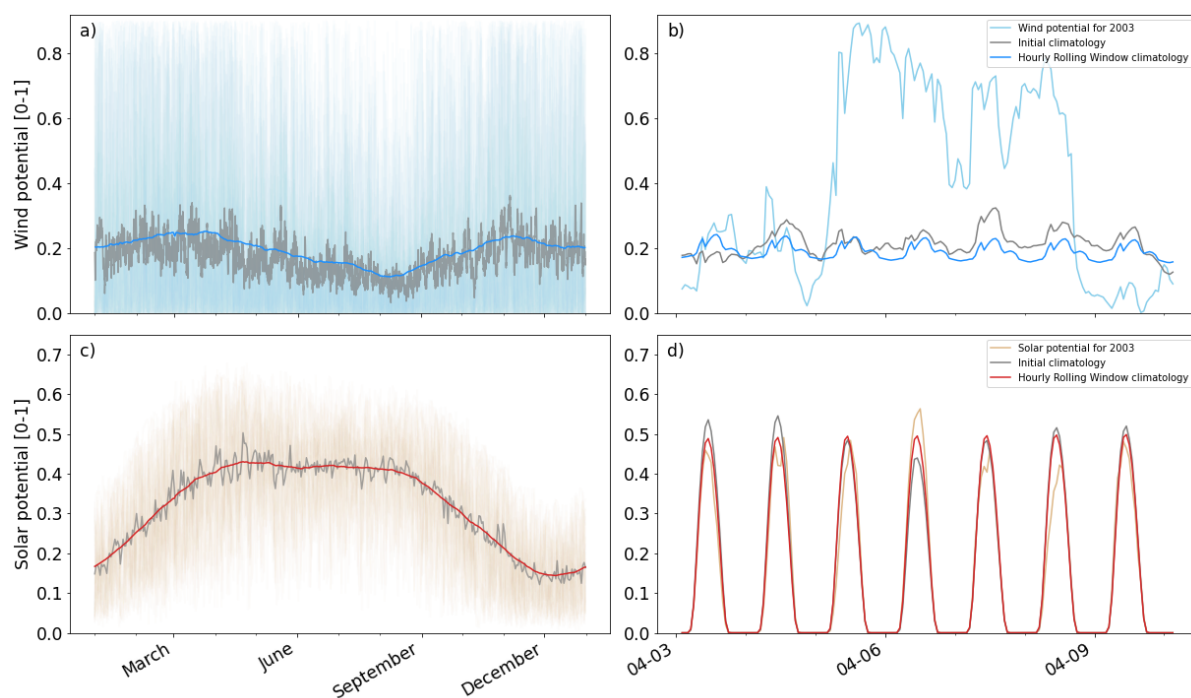 a)
Wind potential [0-1]
0.8
0.6
0.4
0.2
0.0
b)
Wind potential for 2003
Initial climatology
Hourly Rolling Window climatology
0.8
0.6
0.4
0.2
0.0
c)
Solar potential [0-1]
0.7
0.6
0.5
0.4
0.3
0.2
0.1
0.0
March
June
September
December
d)
Solar potential for 2003
Initial climatology
Hourly Rolling Window climatology
0.7
0.6
0.5
0.4
0.3
0.2
0.1
0.0
04-03
04-06
04-09